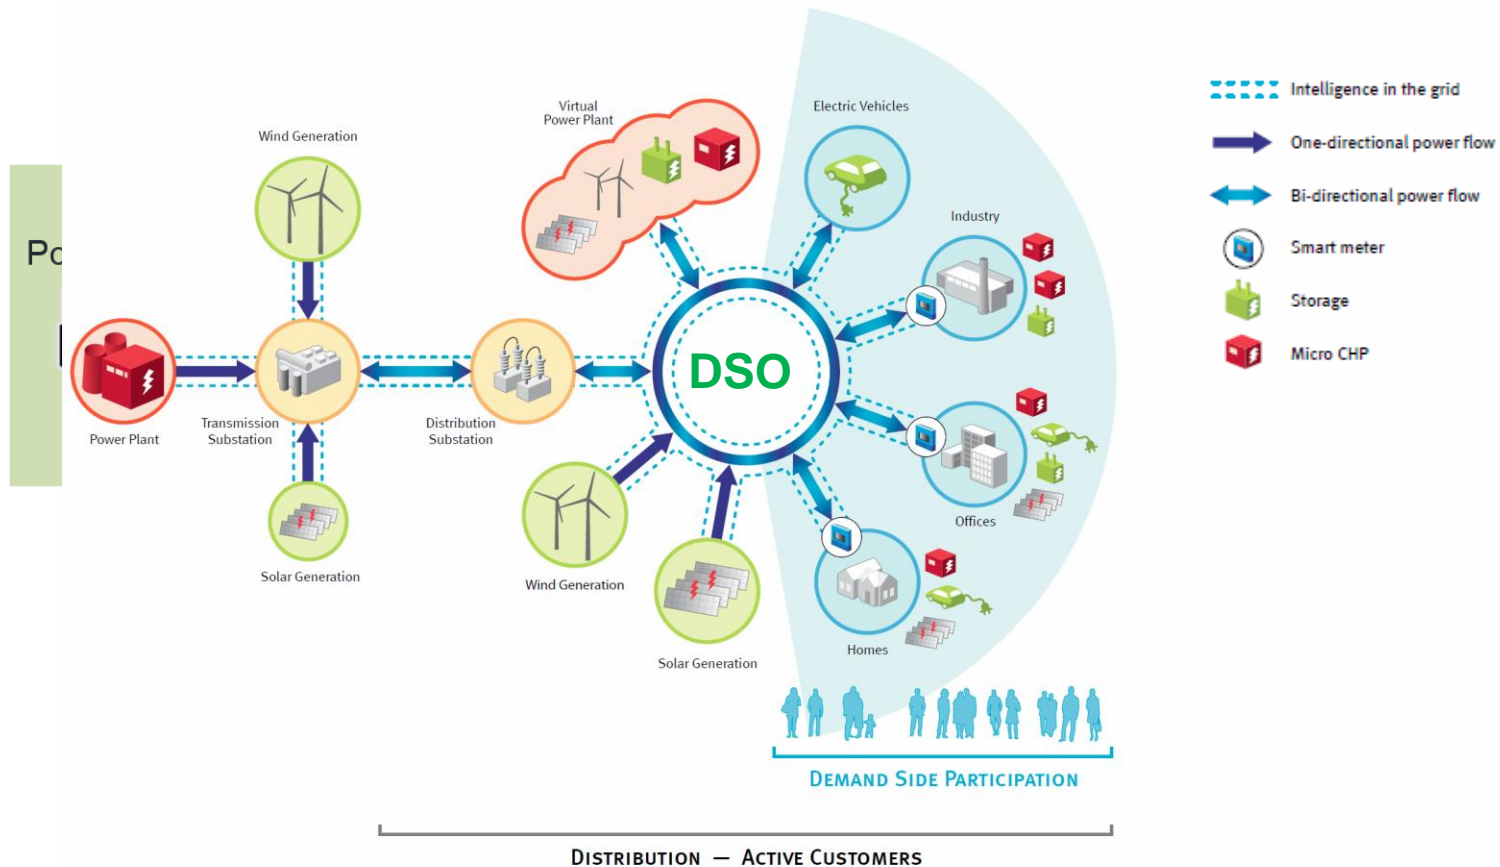 Virtual
Power Plant
Electric Vehicles
Wind Generation
Industry
DSO
Power Plant
Transmission
Substation
Distribution
Substation
Solar Generation
Wind Generation
Solar Generation
Offices
Homes
DEMAND SIDE PARTICIPATION
DISTRIBUTION — ACTIVE CUSTOMERS
Intelligence in the grid
One-directional power flow
Bi-directional power flow
Smart meter
Storage
Micro CHP